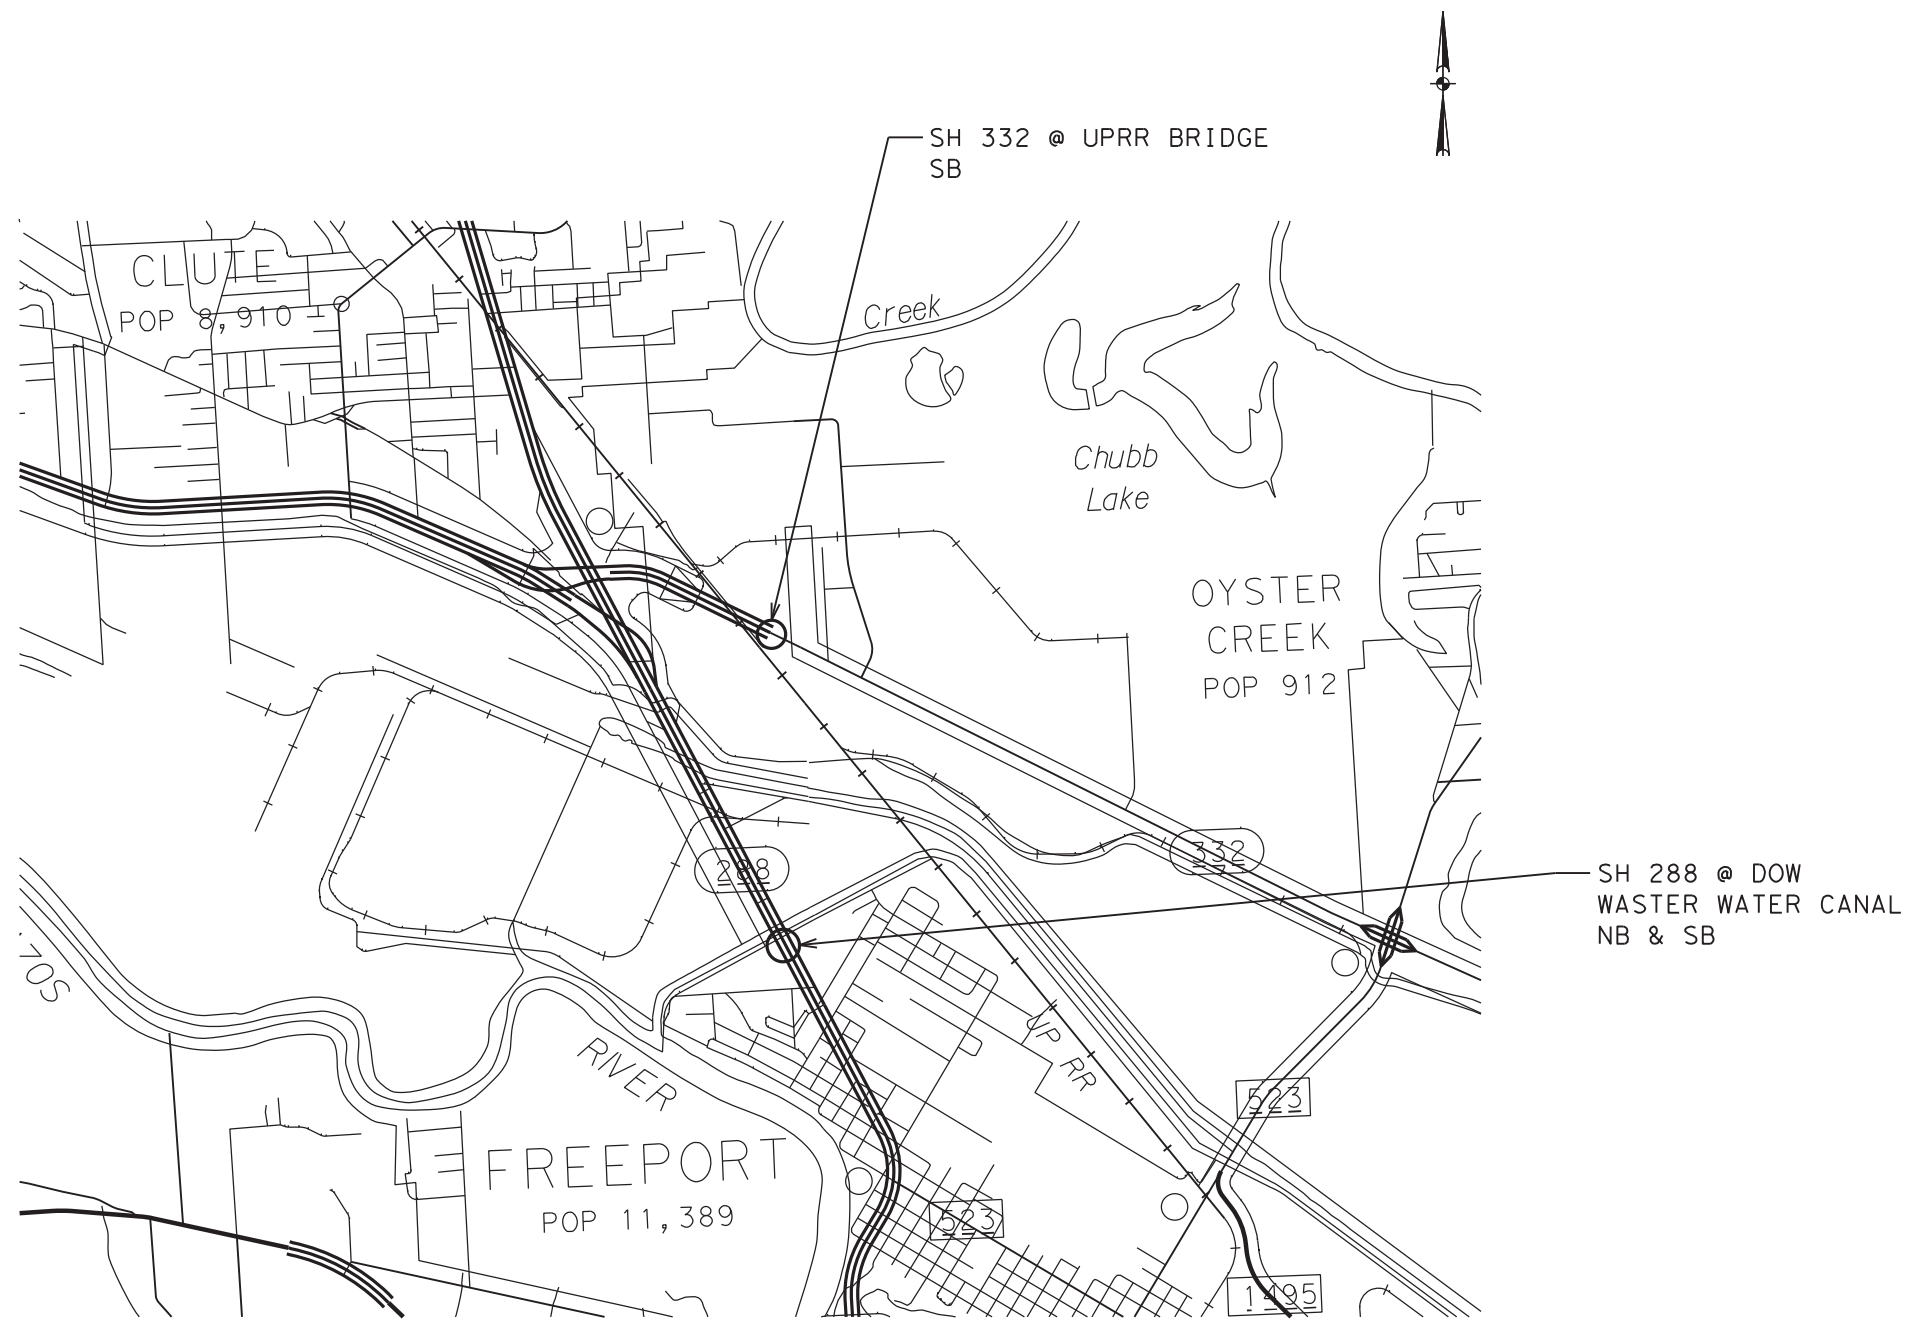 SH 332 @ UPRR BRIDGE
SB
CLUTE
POP 8,910
Creek
Chubb
Lake
OYSTER
CREEK
POP 912
332
288
SH 288 @ DOW
WASTER WATER CANAL
NB & SB
ZOS
UP RR
RIVER
523
FREEPORT
POP 11,389
523
1495